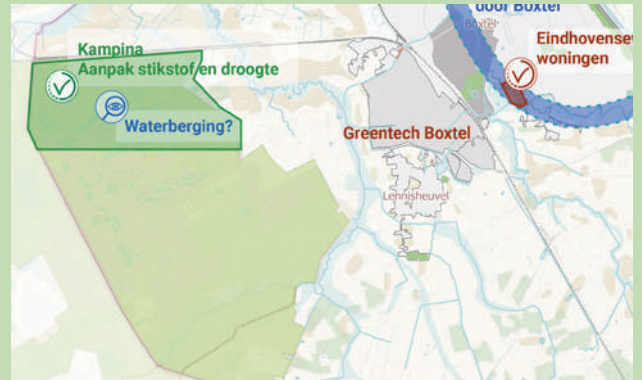 door Boxtel
Boxtel
Kampina
Aanpak stikstof en droogte
Eindhovense
woningen
Waterberging?
Greentech Boxtel
Lennisheuvel